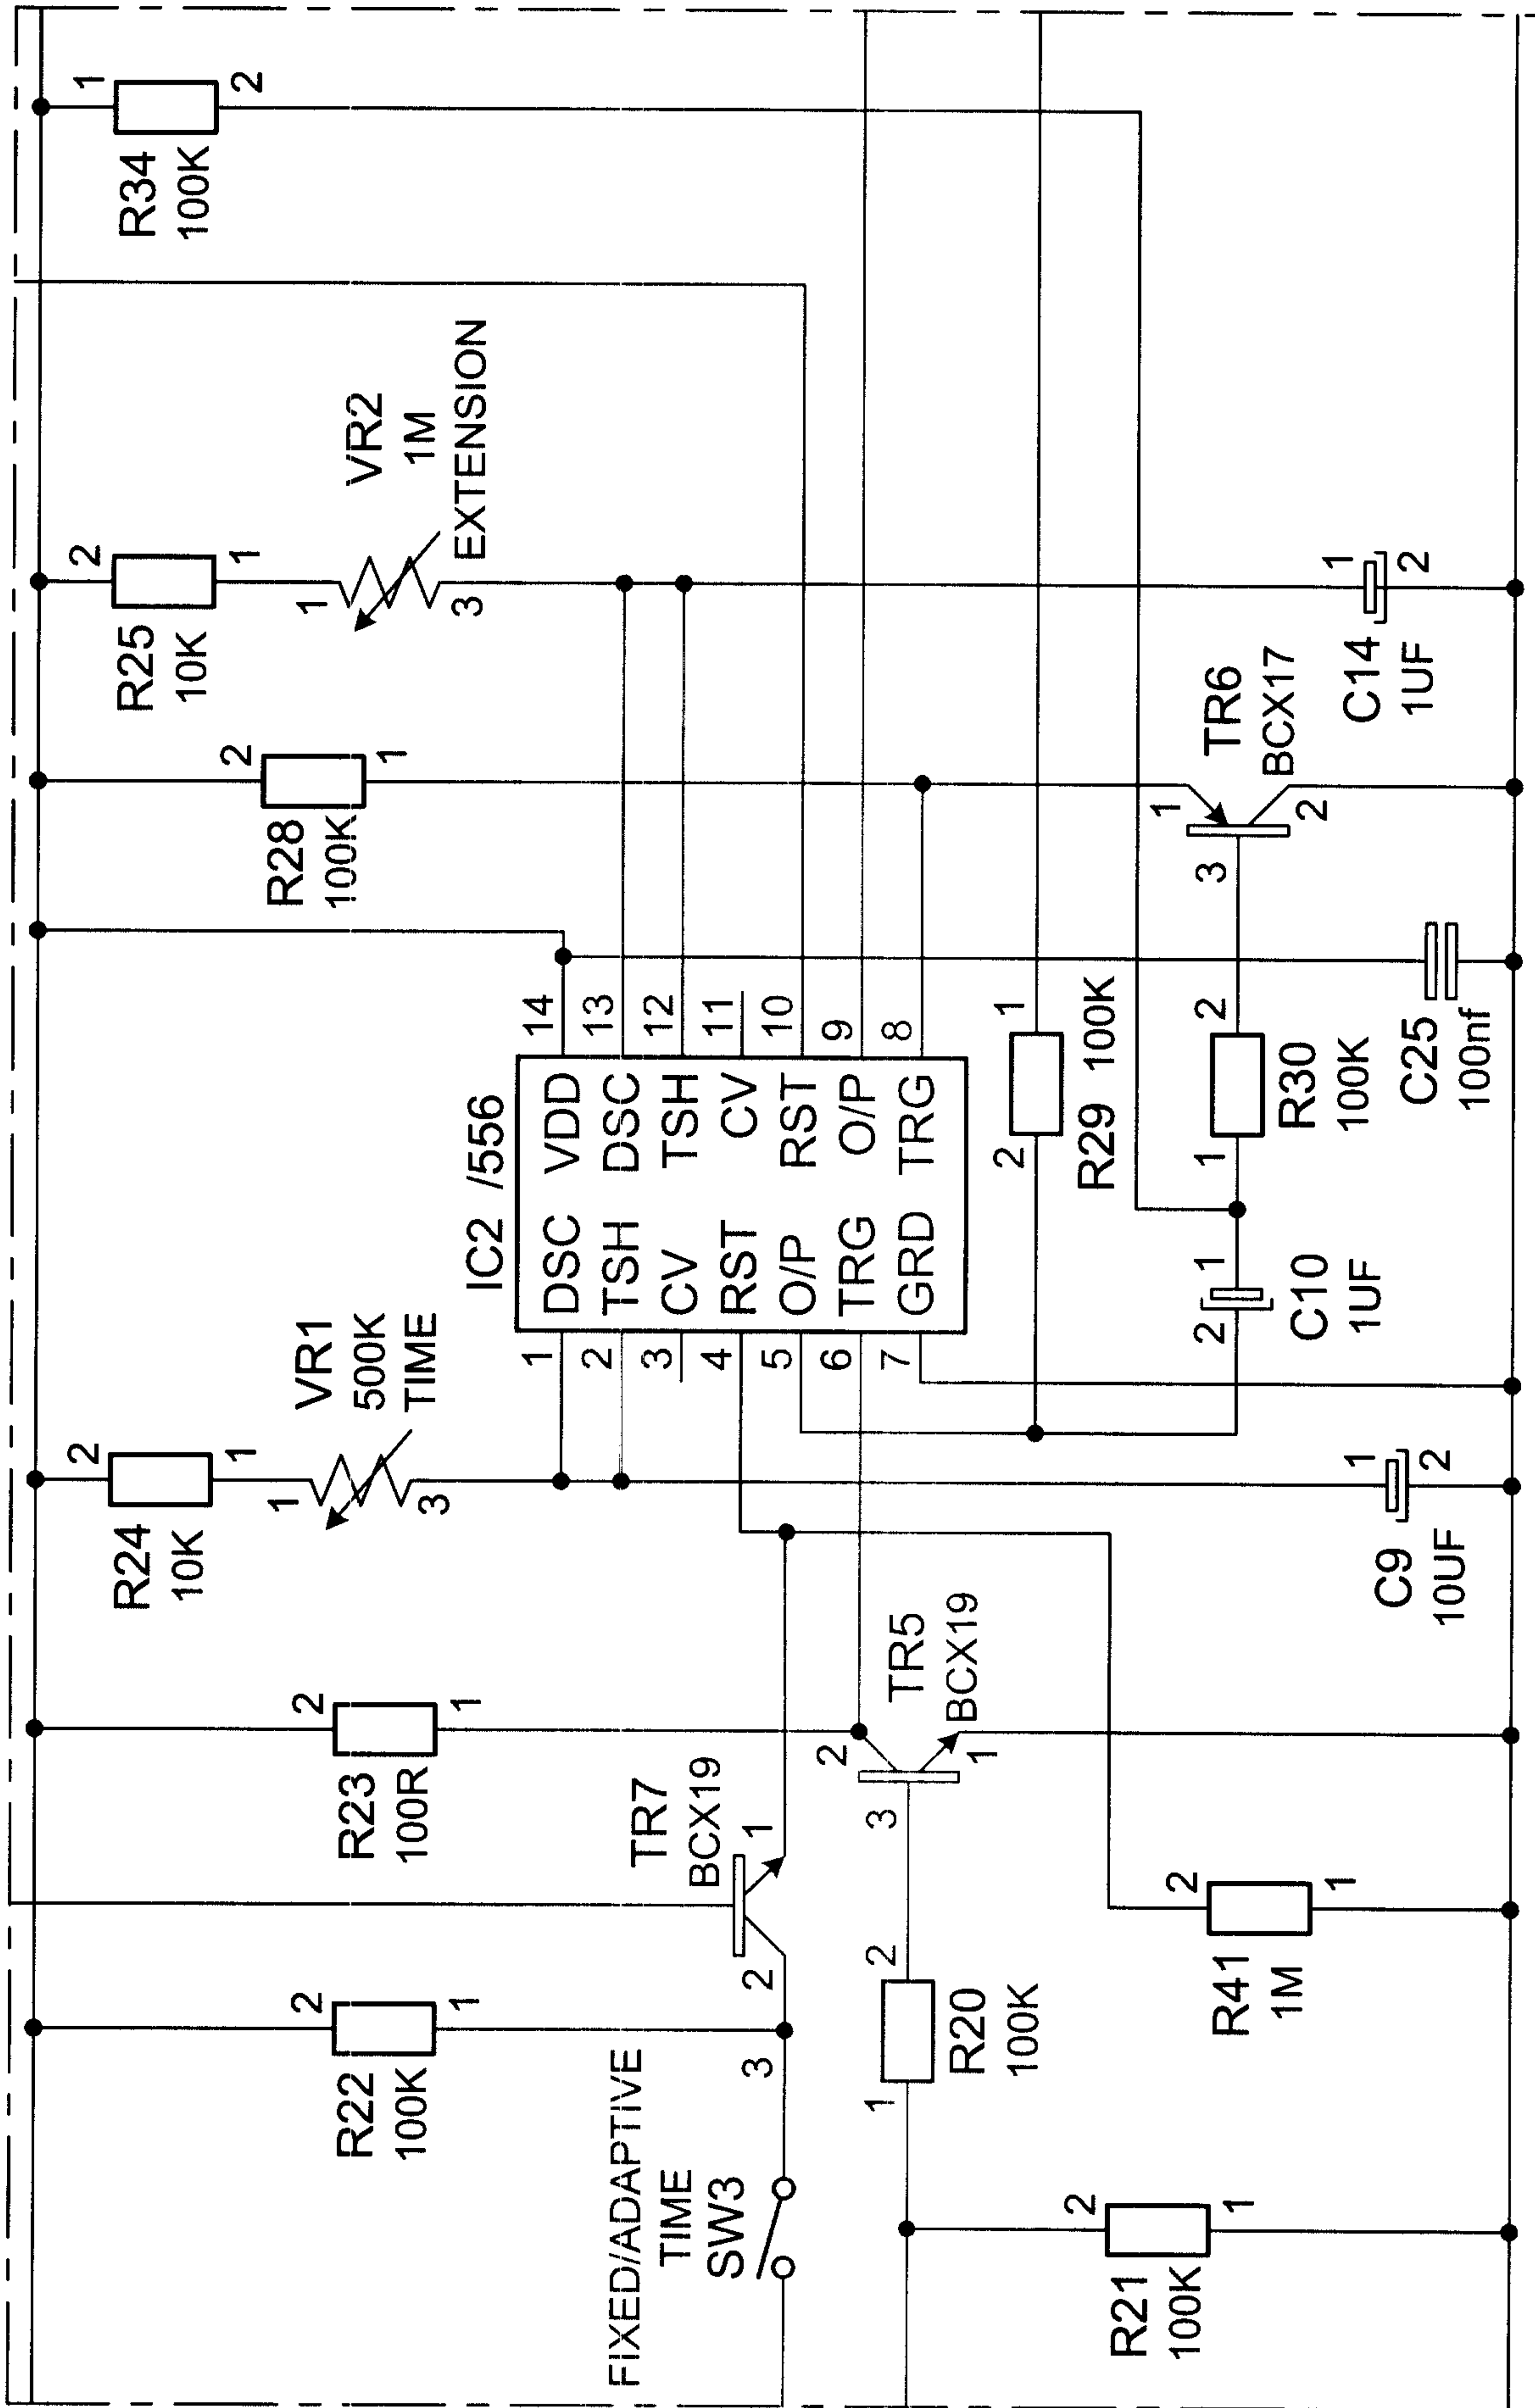 R34
100K
1
2
R25
10K
2
1
VR2
1M
EXTENSION
1
3
R28
100K
2
1
C14
1UF
1
2
TR6
BCX17
1
2
3
R29 100K
1
2
R30
100K
1
2
C25
100nf
IC2 /556
DSC VDD
TSH DSC
CV TSH
RST CV
O/P RST
TRG O/P
GRD TRG
1
2
3
4
5
6
7
14
13
12
11
10
9
8
C10
1UF
1
2
VR1
500K
TIME
1
3
R24
10K
2
1
C9
10UF
1
2
R23
100R
2
1
TR5
BCX19
2
1
3
TR7
BCX19
1
2
R22
100K
2
1
3
FIXED/ADAPTIVE
TIME
SW3
R20
100K
1
2
R41
1M
2
1
R21
100K
2
1